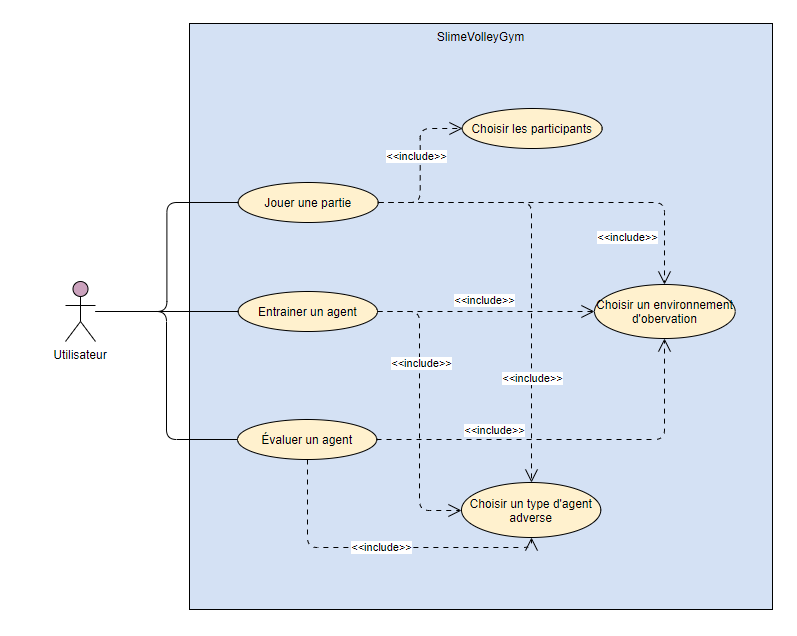 SlimeVolleyGym
Choisir les participants
<<include>>
Jouer une partie
<<include>>
<<include>>
Choisir un environnement
d'obervation
Entrainer un agent
Utilisateur
<<include>>
<<include>>
<<include>>
Évaluer un agent
Choisir un type d'agent
adverse
<<include>>